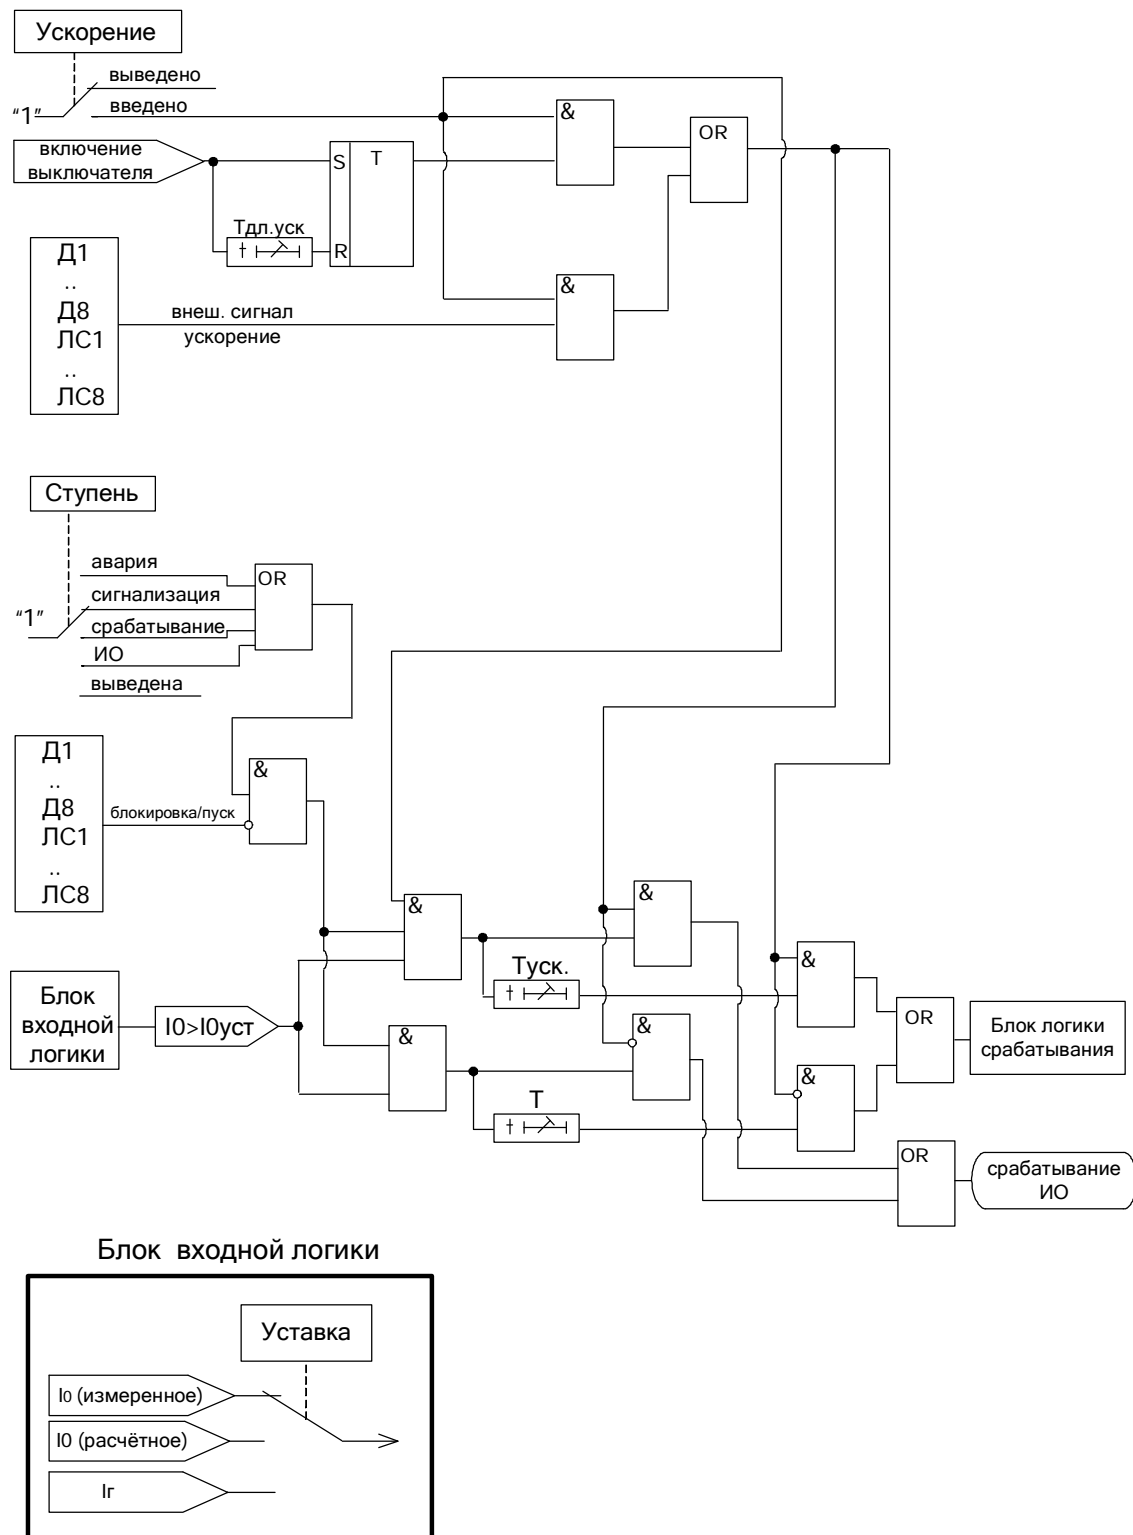 Ускорение
выведено
"1"
введено
&
OR
включение
выключателя
S
T
Тдл.уск
R
Д1
..
Д8
ЛС1
..
ЛС8
внеш. сигнал
ускорение
&
Ступень
авария
OR
сигнализация
"1"
срабатывание
ИО
выведена
Д1
..
Д8
ЛС1
..
ЛС8
блокировка/пуск
&
&
&
Туск.
&
Блок
входной
логики
I0>I0уст
&
&
T
&
OR
Блок логики
срабатывания
OR
срабатывание
ИО
Блок входной логики
Уставка
I0 (измеренное)
I0 (расчётное)
Iг